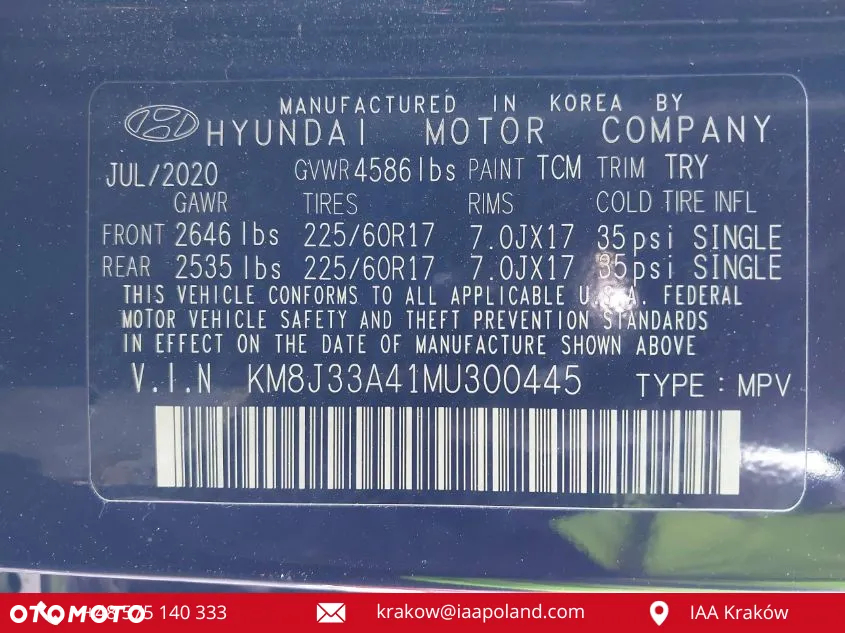 MANUFACTURED IN KOREA BY
HYUNDAI MOTOR COMPANY
JUL/2020 GVWR 4586 lbs PAINT TCM TRIM TRY
GAWR TIRES RIMS COLD TIRE INFL
FRONT 2646 lbs 225/60R17 7.0JX17 35psi SINGLE
REAR 2535 lbs 225/60R17 7.0JX17 35psi SINGLE
THIS VEHICLE CONFORMS TO ALL APPLICABLE U.S.A. FEDERAL
MOTOR VEHICLE SAFETY AND THEFT PREVENTION STANDARDS
IN EFFECT ON THE DATE OF MANUFACTURE SHOWN ABOVE
V.I.N KM8J33A41MU300445 TYPE : MPV
OTOMOTO 140 333 krakow@iaapoland.com IAA Kraków